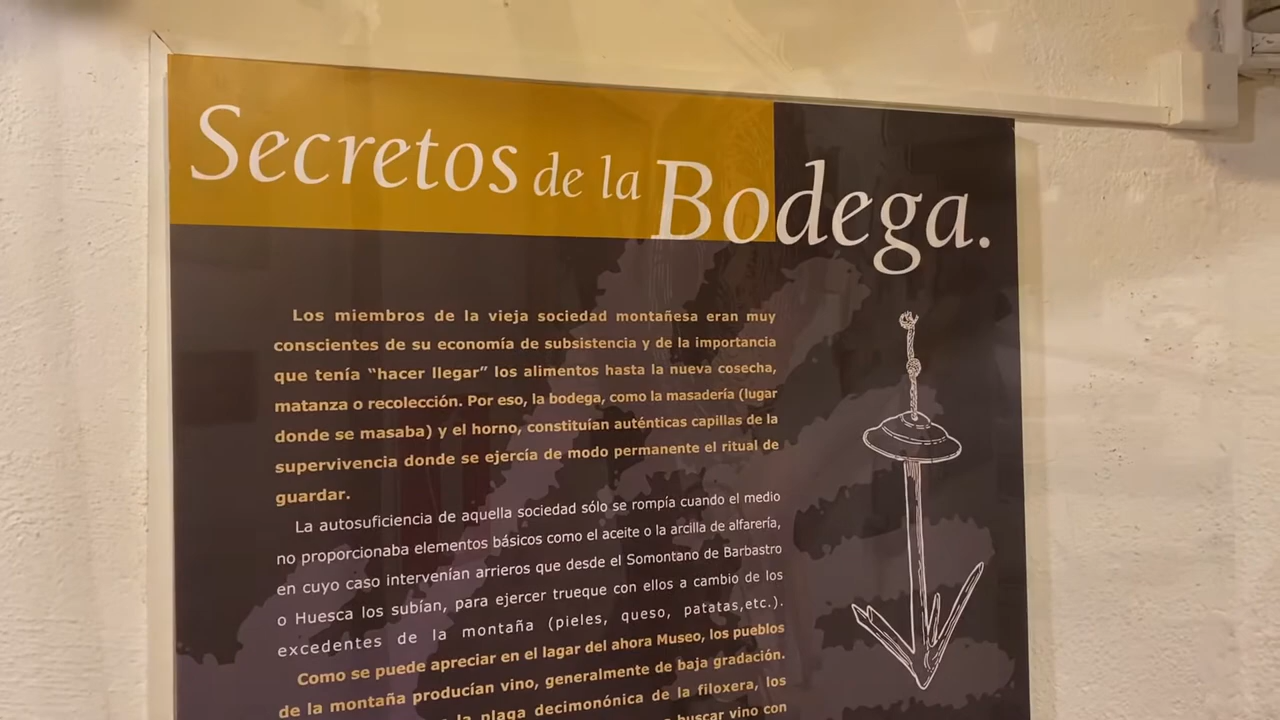 Secretos de la Bodega.
Los miembros de la vieja sociedad montañesa eran muy
conscientes de su economía de subsistencia y de la importancia
que tenía “hacer llegar” los alimentos hasta la nueva cosecha,
matanza o recolección. Por eso, la bodega, como la masadería (lugar
donde se masaba) y el horno, constituían auténticas capillas de la
supervivencia donde se ejercía de modo permanente el ritual de
guardar.
La autosuficiencia de aquella sociedad sólo se rompía cuando el medio
no proporcionaba elementos básicos como el aceite o la arcilla de alfarería,
en cuyo caso intervenían arrieros que desde el Somontano de Barbastro
o Huesca los subían, para ejercer trueque con ellos a cambio de los
excedentes de la montaña (pieles, queso, patatas,etc.).
Como se puede apreciar en el lagar del ahora Museo, los pueblos
de la montaña producían vino, generalmente de baja gradación.
la plaga decimonónica de la filoxera, los
buscar vino con